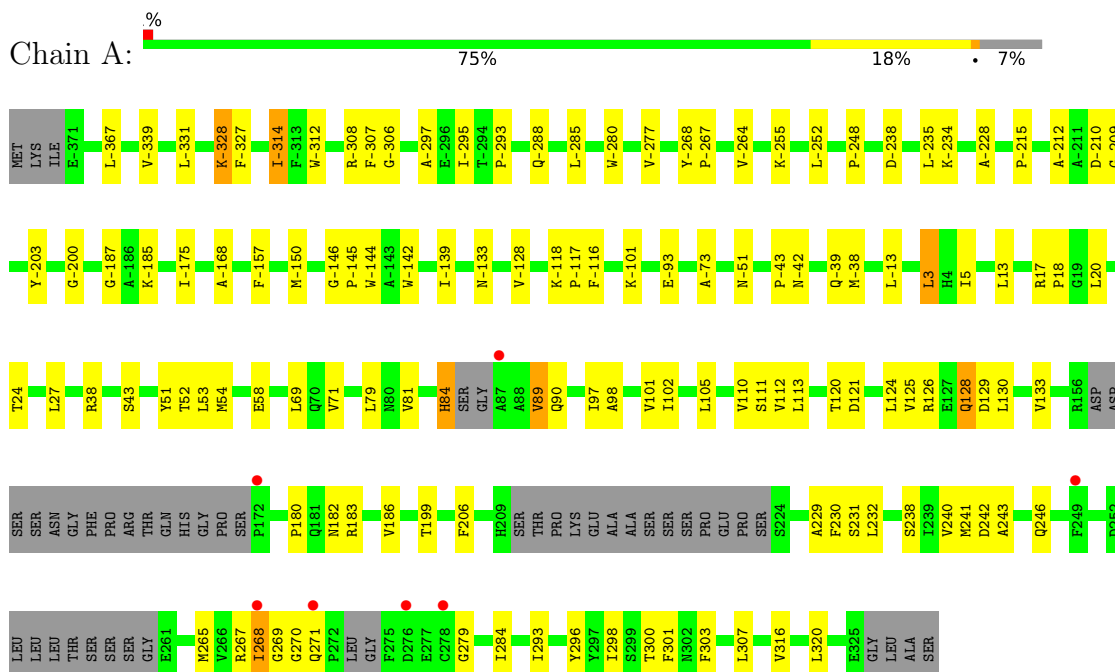 .%
Chain A:
75% 18% • 7%
MET LYS ILE E-371 L-367 V-339 L-331 K-328 F-327 I-314 F-313 W-312 R-308 F-307 G-306 A-297 E-296 I-295 T-294 P-293 Q-288 L-285 W-280 V-277 Y-268 P-267 V-264 K-255 L-252 P-248 D-238 L-235 K-234 A-228 P-215 A-212 A-211 D-210
Y-203 G-200 G-187 A-186 K-185 I-175 A-168 F-157 M-150 G-146 P-145 W-144 A-143 W-142 I-139 N-133 V-128 K-118 P-117 F-116 K-101 E-93 A-73 N-51 P-43 N-42 Q-39 M-38 L-13 L3 H4 I5 L13 R17 P18 G19 L20
T24 L27 R38 S43 Y51 T52 L53 M54 E58 L69 Q70 V71 L79 N80 V81 H84 SER GLY A87 A88 V89 Q90 I97 A98 V101 I102 L105 V110 S111 V112 L113 T120 D121 L124 V125 R126 E127 Q128 D129 L130 V133 R156 ASP ASP
SER SER ASN GLY PHE PRO ARG THR GLN HIS GLY PRO SER P172 P180 Q181 N182 R183 V186 T199 F206 H209 SER THR PRO LYS GLU ALA ALA SER SER SER PRO GLU PRO SER S224 A229 F230 S231 L232 S238 I239 V240 M241 D242 A243 Q246 F249
LEU LEU LEU LEU THR SER SER SER GLY E261 M265 V266 R267 I268 G269 G270 Q271 P272 LEU GLY F275 D276 E277 C278 G279 I284 I293 Y296 Y297 I298 S299 T300 F301 N302 F303 L307 V316 L320 E325 GLY LEU ALA SER